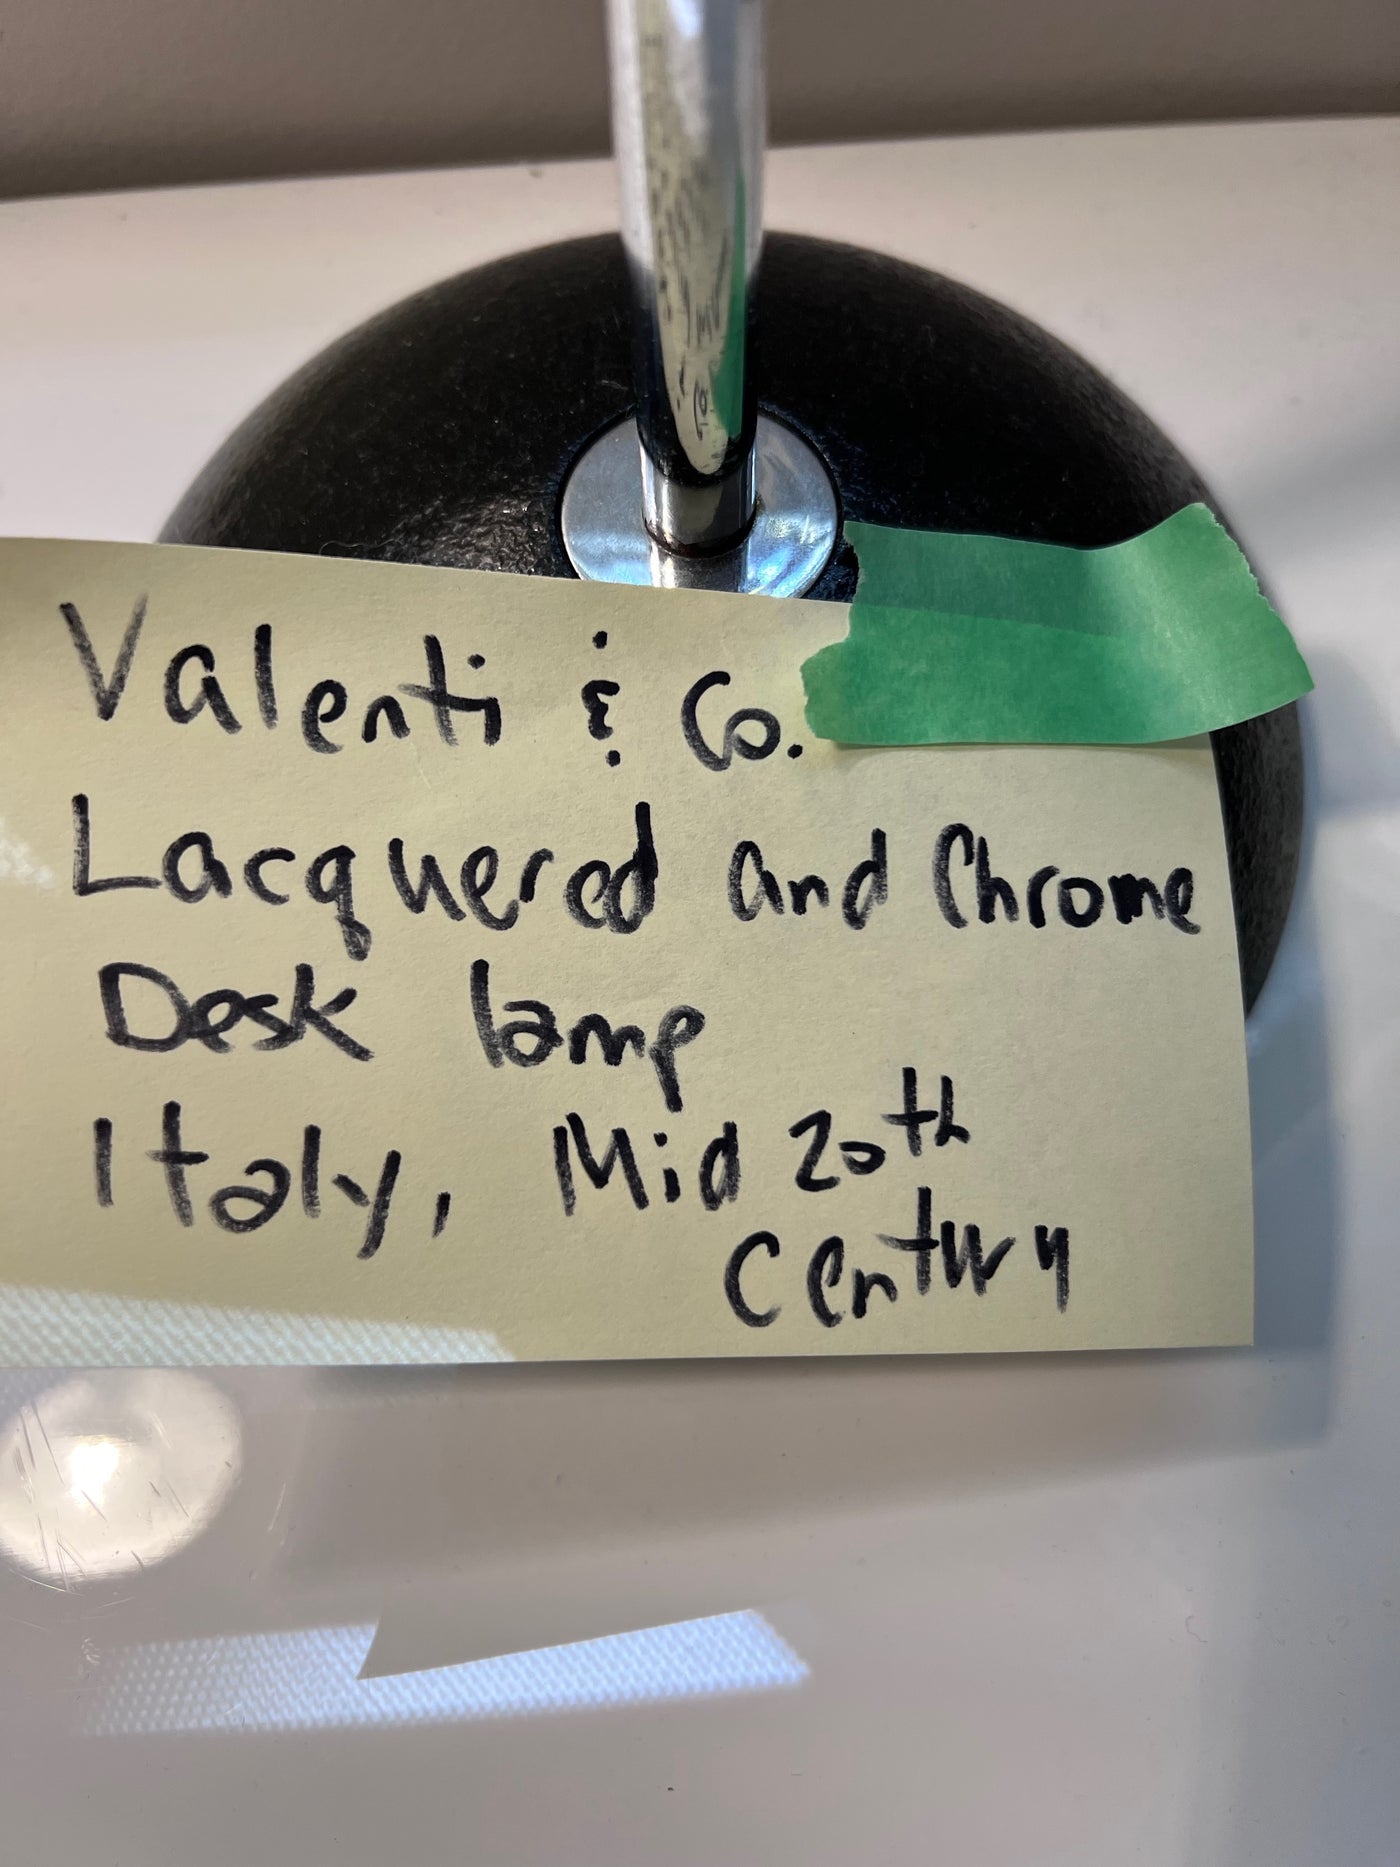 Valenti & Co.
Lacquered and Chrome
Desk lamp
Italy, Mid 20th
Century